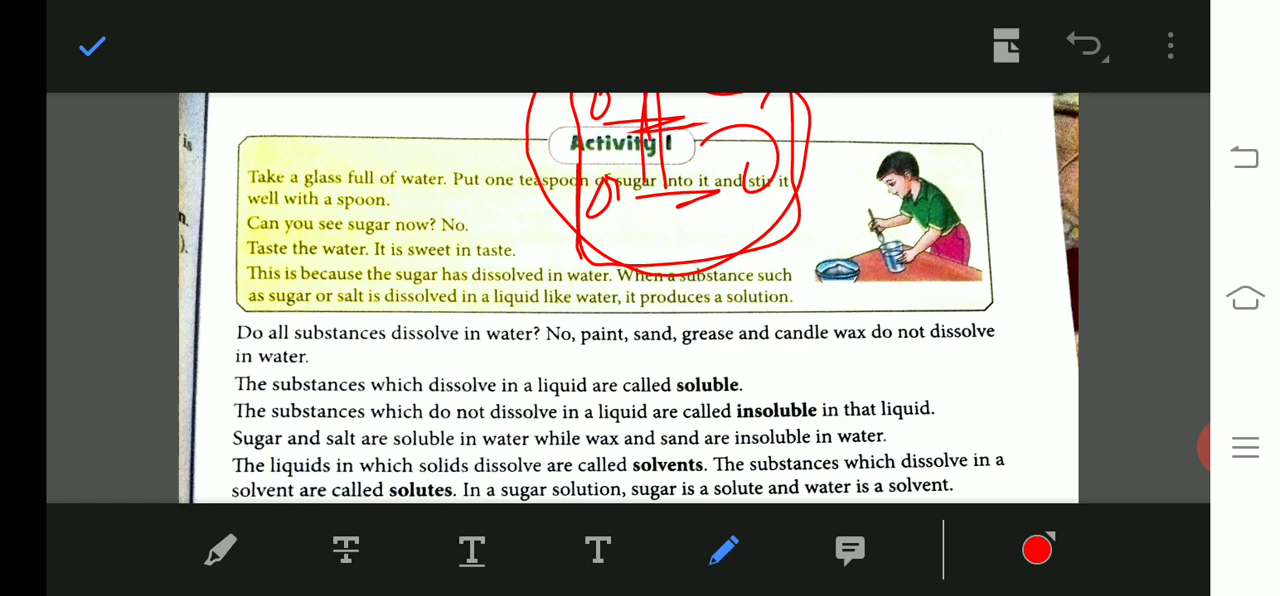 is
Activity 1
Take a glass full of water. Put one teaspoon of sugar into it and stir it
well with a spoon.
n.
Can you see sugar now? No.
).
Taste the water. It is sweet in taste.
This is because the sugar has dissolved in water. When a substance such
as sugar or salt is dissolved in a liquid like water, it produces a solution.
Do all substances dissolve in water? No, paint, sand, grease and candle wax do not dissolve
in water.
The substances which dissolve in a liquid are called soluble.
The substances which do not dissolve in a liquid are called insoluble in that liquid.
Sugar and salt are soluble in water while wax and sand are insoluble in water.
The liquids in which solids dissolve are called solvents. The substances which dissolve in a
solvent are called solutes. In a sugar solution, sugar is a solute and water is a solvent.
T T T